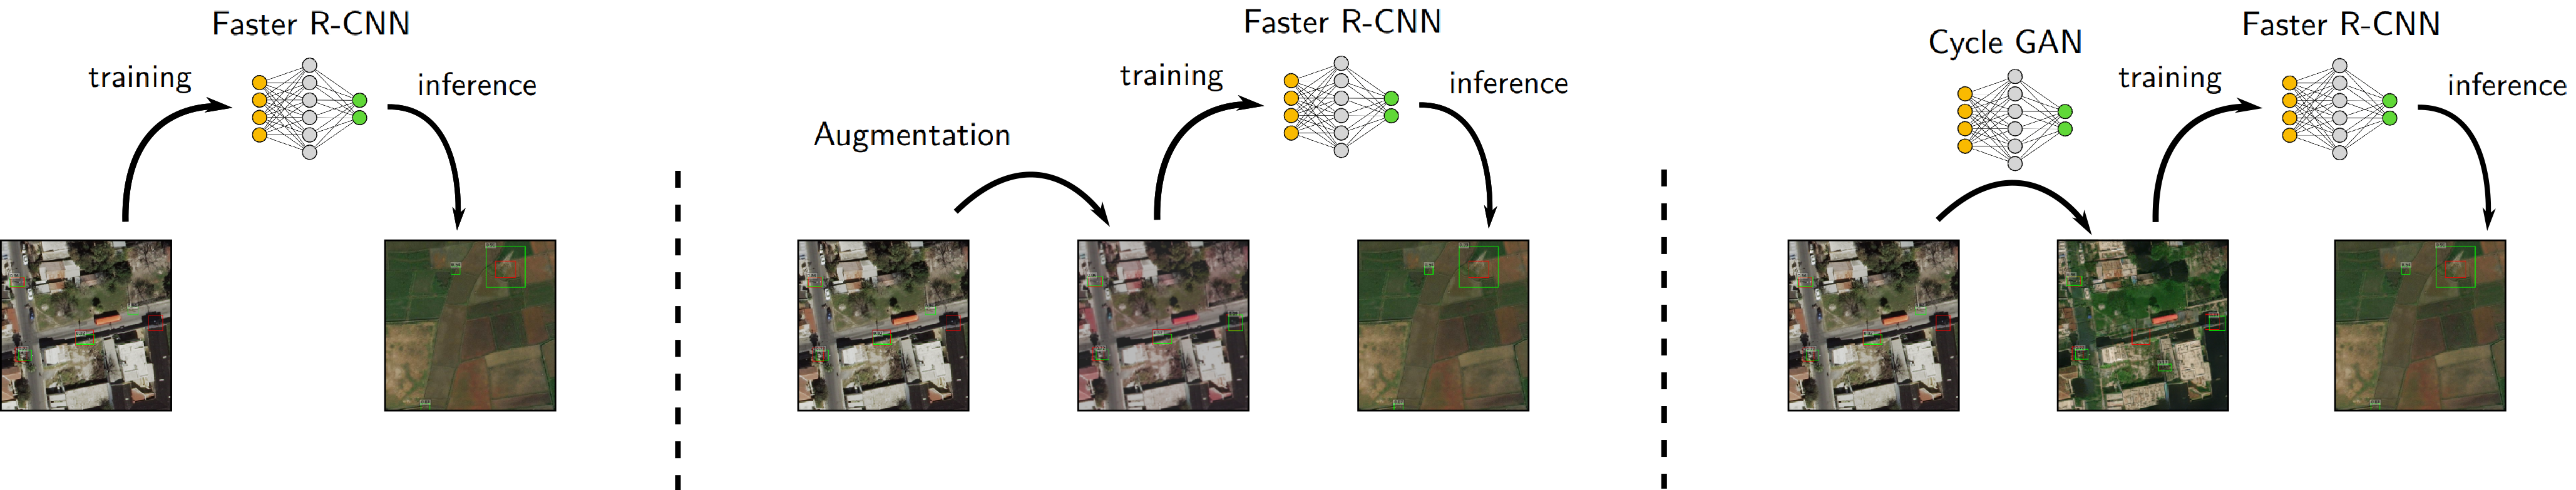 Faster R-CNN
training
inference
Faster R-CNN
training
inference
Augmentation
Faster R-CNN
Cycle GAN
training
inference